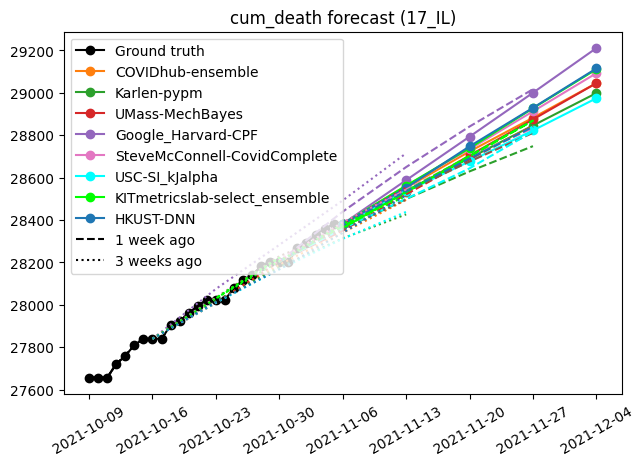 cum_death forecast (17_IL)
29200
29000
28800
28600
28400
28200
28000
27800
27600
Ground truth
COVIDhub-ensemble
Karlen-pypm
UMass-MechBayes
Google_Harvard-CPF
SteveMcConnell-CovidComplete
USC-SI_kJalpha
KITmetricslab-select_ensemble
HKUST-DNN
1 week ago
3 weeks ago
2021-10-09
2021-10-16
2021-10-23
2021-10-30
2021-11-06
2021-11-13
2021-11-20
2021-11-27
2021-12-04